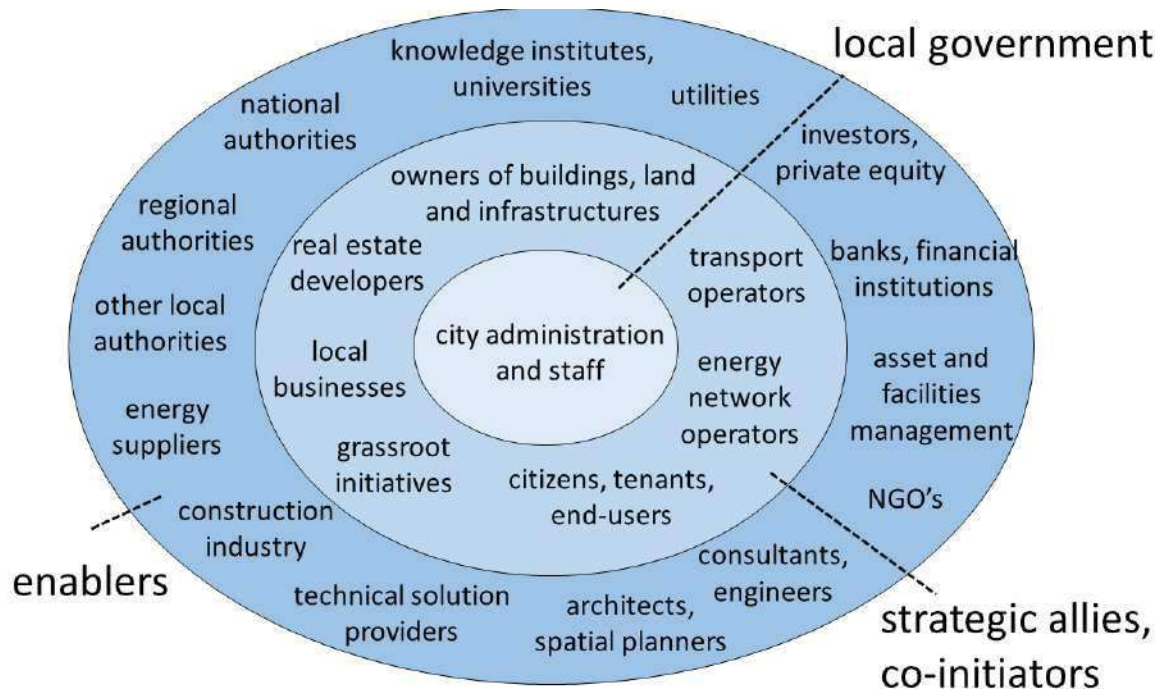 local government
knowledge institutes,
universities
utilities
national
authorities
investors,
private equity
owners of buildings, land
and infrastructures
regional
authorities
real estate
developers
transport
operators
banks, financial
institutions
other local
authorities
city administration
and staff
local
businesses
energy
network
operators
asset and
facilities
management
energy
suppliers
grassroot
initiatives
citizens, tenants,
end-users
NGO's
construction
industry
enablers
consultants,
engineers
technical solution
providers
architects,
spatial planners
strategic allies,
co-initiators